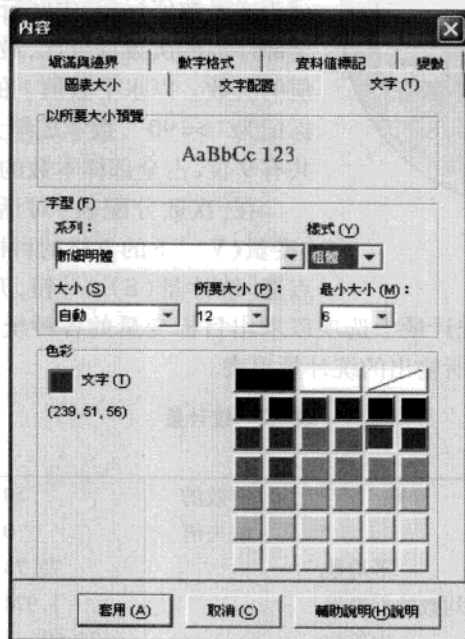 內容
填滿與邊界 數字格式 資料值標記 變數
圖表大小 文字配置 文字(T)
以所要大小預覽
AaBbCc 123
字型(F)
系列： 樣式(Y)
新細明體 粗體
大小(S) 所要大小(P)： 最小大小(M)：
自動 12 6
色彩
文字(T)
(239, 51, 56)
套用(A) 取消(C) 輔助說明(H)說明